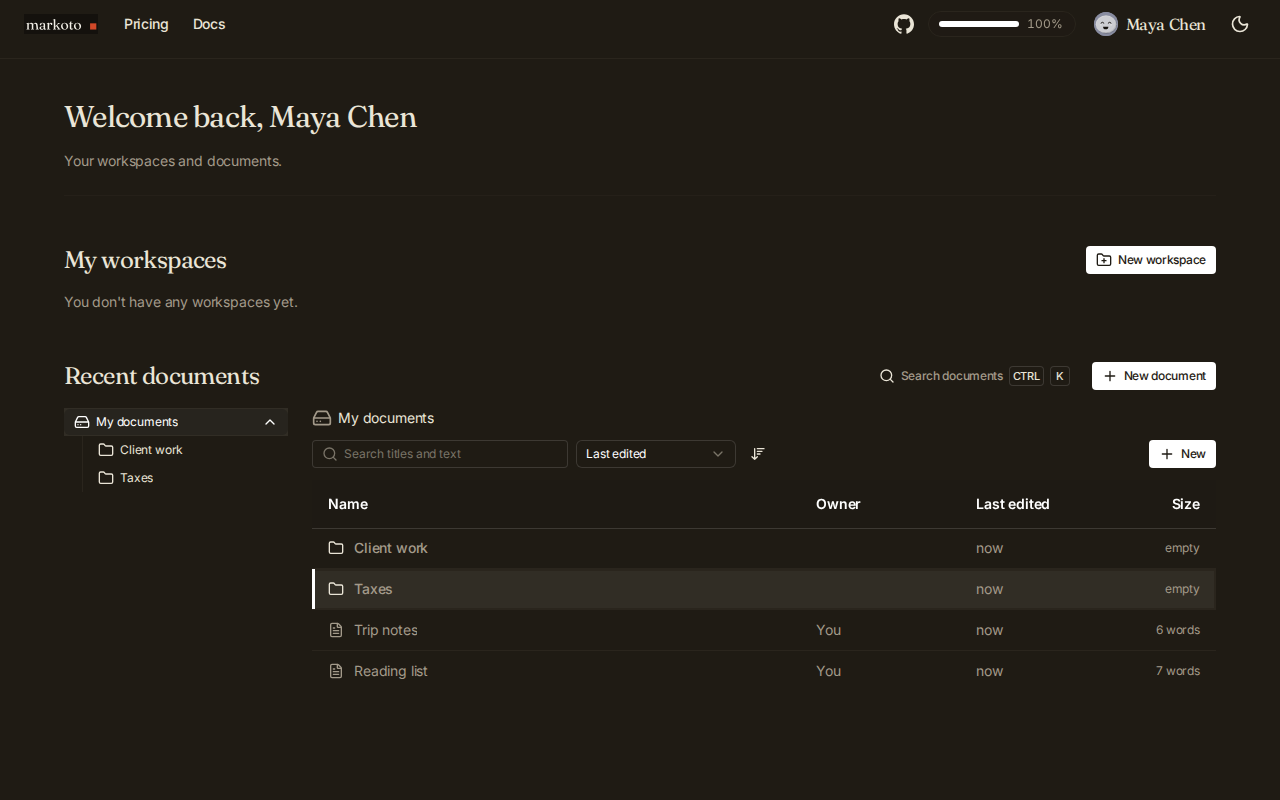 markoto Pricing Docs 100% Maya Chen
Welcome back, Maya Chen
Your workspaces and documents.
My workspaces New workspace
You don't have any workspaces yet.
Recent documents Search documents CTRL K New document
My documents
Client work
Taxes
My documents
Search titles and text Last edited New
Name Owner Last edited Size
Client work now empty
Taxes now empty
Trip notes You now 6 words
Reading list You now 7 words